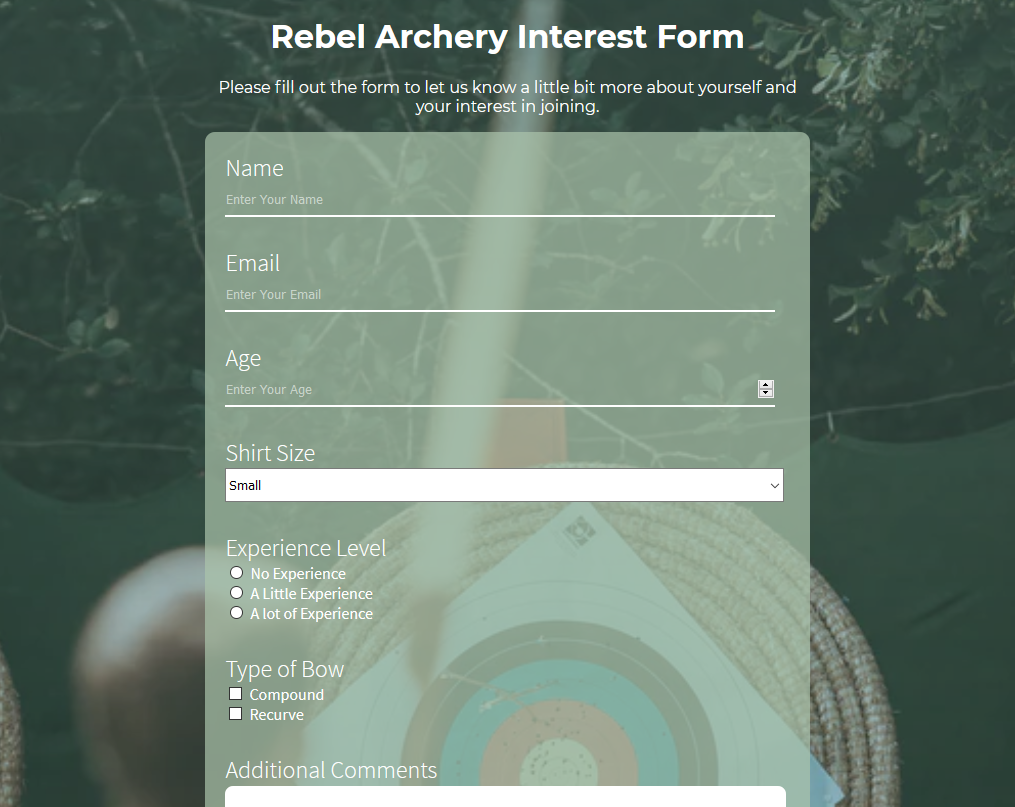 Rebel Archery Interest Form
Please fill out the form to let us know a little bit more about yourself and
your interest in joining.
Name
Enter Your Name
Email
Enter Your Email
Age
Enter Your Age
Shirt Size
Small
Experience Level
No Experience
A Little Experience
A lot of Experience
Type of Bow
Compound
Recurve
Additional Comments